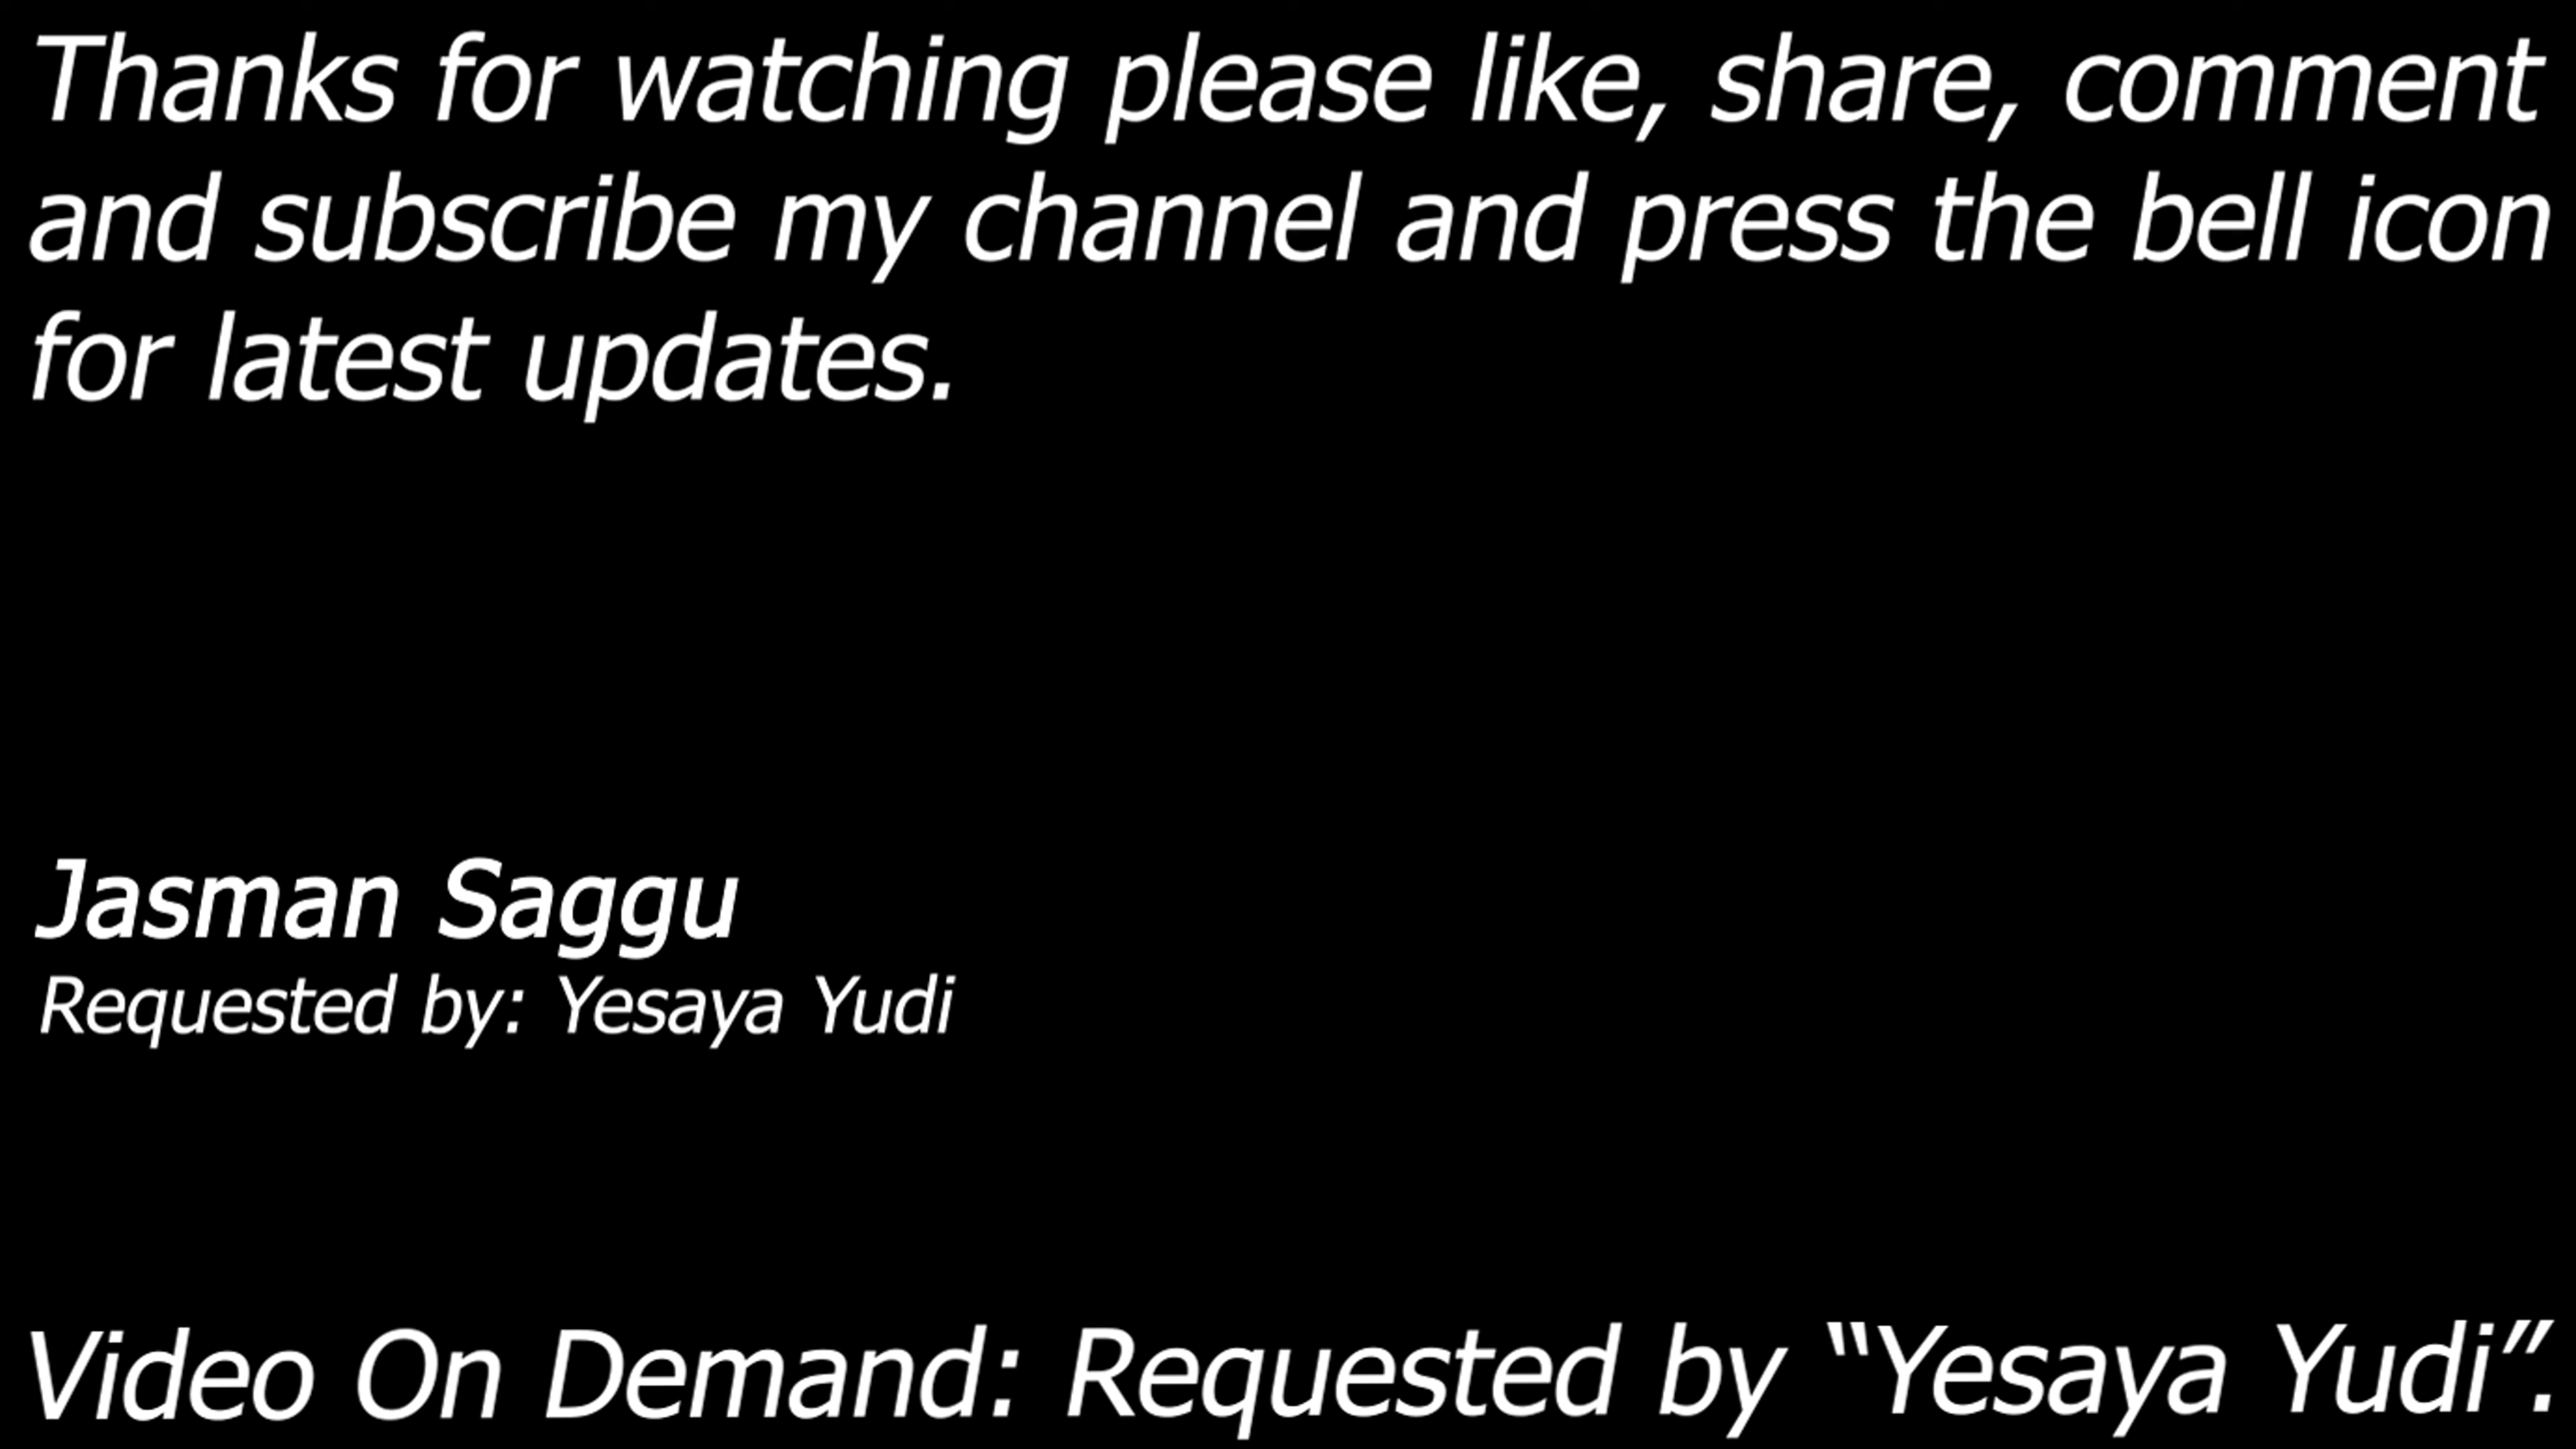 Thanks for watching please like, share, comment
and subscribe my channel and press the bell icon
for latest updates.
Jasman Saggu
Requested by: Yesaya Yudi
Video On Demand: Requested by “Yesaya Yudi”.